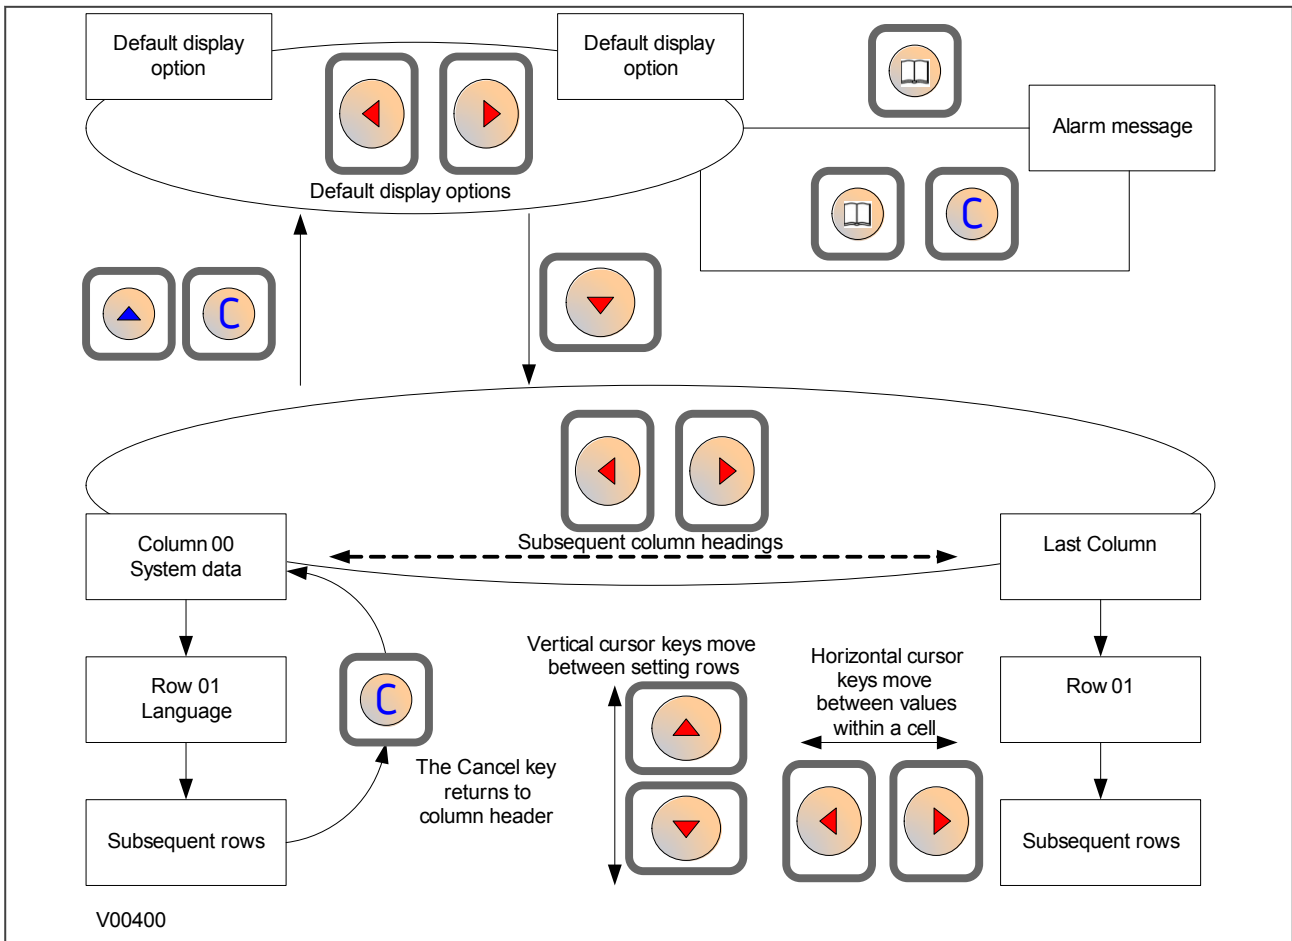 Default display
option
Default display
option
Alarm message
Default display options
C
C
Subsequent column headings
Column 00
System data
Last Column
Vertical cursor keys move
between setting rows
Horizontal cursor
keys move
between values
within a cell
Row 01
Language
C
Row 01
The Cancel key
returns to
column header
Subsequent rows
Subsequent rows
V00400